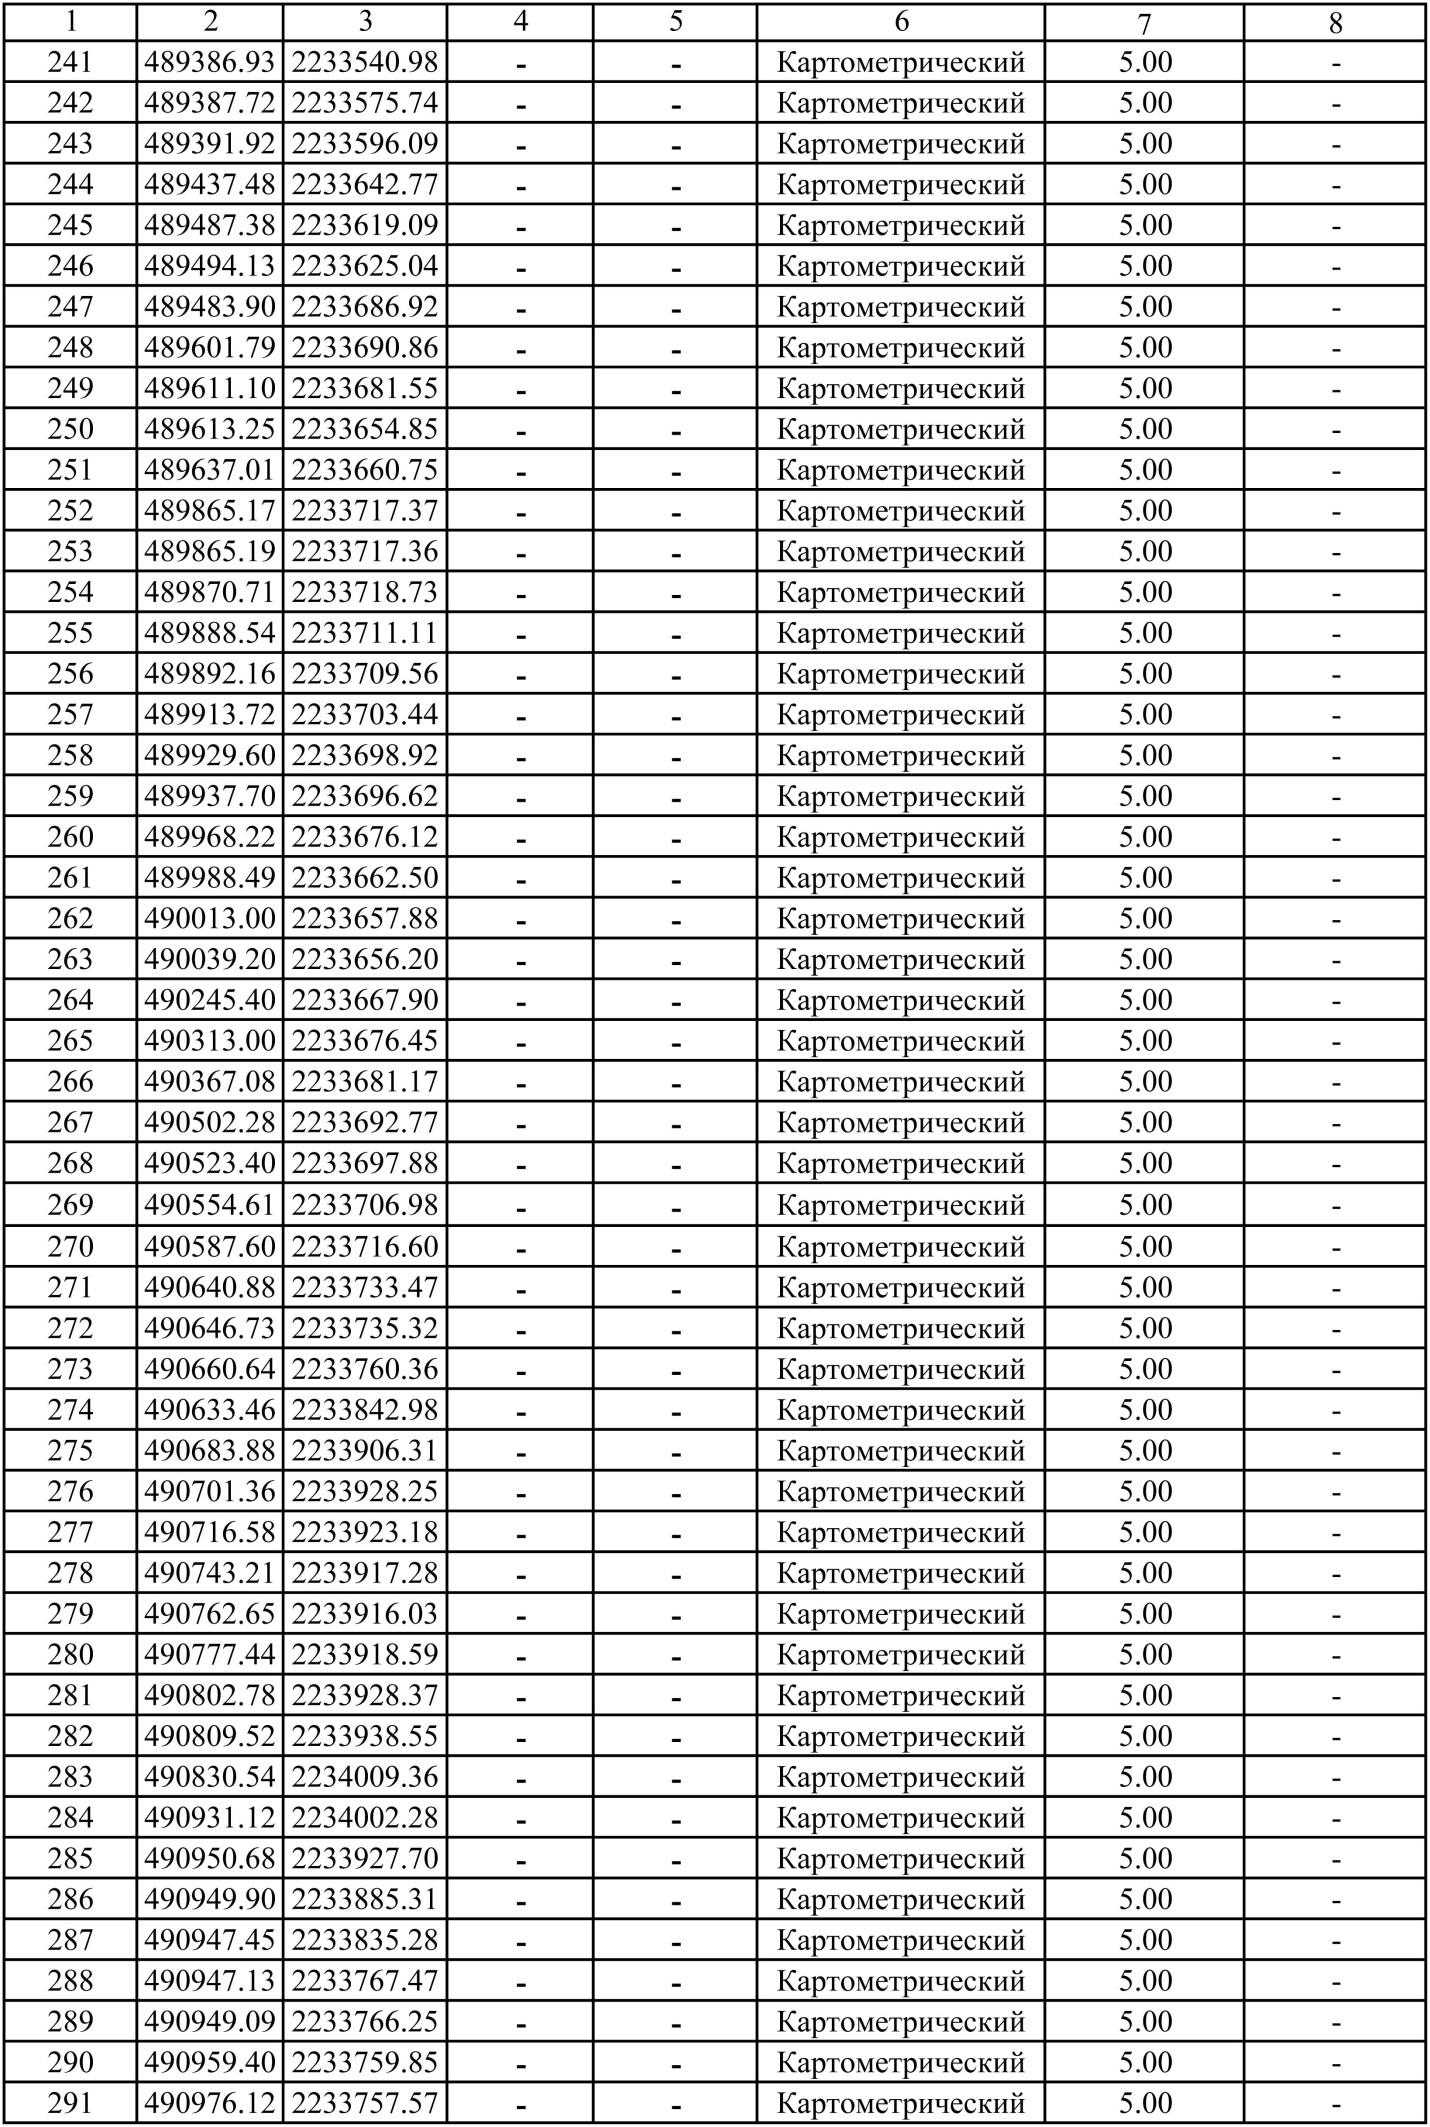 1 2 3 4 5 6 7 8
241 489386.93 2233540.98 - - Картометрический 5.00 -
242 489387.72 2233575.74 - - Картометрический 5.00 -
243 489391.92 2233596.09 - - Картометрический 5.00 -
244 489437.48 2233642.77 - - Картометрический 5.00 -
245 489487.38 2233619.09 - - Картометрический 5.00 -
246 489494.13 2233625.04 - - Картометрический 5.00 -
247 489483.90 2233686.92 - - Картометрический 5.00 -
248 489601.79 2233690.86 - - Картометрический 5.00 -
249 489611.10 2233681.55 - - Картометрический 5.00 -
250 489613.25 2233654.85 - - Картометрический 5.00 -
251 489637.01 2233660.75 - - Картометрический 5.00 -
252 489865.17 2233717.37 - - Картометрический 5.00 -
253 489865.19 2233717.36 - - Картометрический 5.00 -
254 489870.71 2233718.73 - - Картометрический 5.00 -
255 489888.54 2233711.11 - - Картометрический 5.00 -
256 489892.16 2233709.56 - - Картометрический 5.00 -
257 489913.72 2233703.44 - - Картометрический 5.00 -
258 489929.60 2233698.92 - - Картометрический 5.00 -
259 489937.70 2233696.62 - - Картометрический 5.00 -
260 489968.22 2233676.12 - - Картометрический 5.00 -
261 489988.49 2233662.50 - - Картометрический 5.00 -
262 490013.00 2233657.88 - - Картометрический 5.00 -
263 490039.20 2233656.20 - - Картометрический 5.00 -
264 490245.40 2233667.90 - - Картометрический 5.00 -
265 490313.00 2233676.45 - - Картометрический 5.00 -
266 490367.08 2233681.17 - - Картометрический 5.00 -
267 490502.28 2233692.77 - - Картометрический 5.00 -
268 490523.40 2233697.88 - - Картометрический 5.00 -
269 490554.61 2233706.98 - - Картометрический 5.00 -
270 490587.60 2233716.60 - - Картометрический 5.00 -
271 490640.88 2233733.47 - - Картометрический 5.00 -
272 490646.73 2233735.32 - - Картометрический 5.00 -
273 490660.64 2233760.36 - - Картометрический 5.00 -
274 490633.46 2233842.98 - - Картометрический 5.00 -
275 490683.88 2233906.31 - - Картометрический 5.00 -
276 490701.36 2233928.25 - - Картометрический 5.00 -
277 490716.58 2233923.18 - - Картометрический 5.00 -
278 490743.21 2233917.28 - - Картометрический 5.00 -
279 490762.65 2233916.03 - - Картометрический 5.00 -
280 490777.44 2233918.59 - - Картометрический 5.00 -
281 490802.78 2233928.37 - - Картометрический 5.00 -
282 490809.52 2233938.55 - - Картометрический 5.00 -
283 490830.54 2234009.36 - - Картометрический 5.00 -
284 490931.12 2234002.28 - - Картометрический 5.00 -
285 490950.68 2233927.70 - - Картометрический 5.00 -
286 490949.90 2233885.31 - - Картометрический 5.00 -
287 490947.45 2233835.28 - - Картометрический 5.00 -
288 490947.13 2233767.47 - - Картометрический 5.00 -
289 490949.09 2233766.25 - - Картометрический 5.00 -
290 490959.40 2233759.85 - - Картометрический 5.00 -
291 490976.12 2233757.57 - - Картометрический 5.00 -